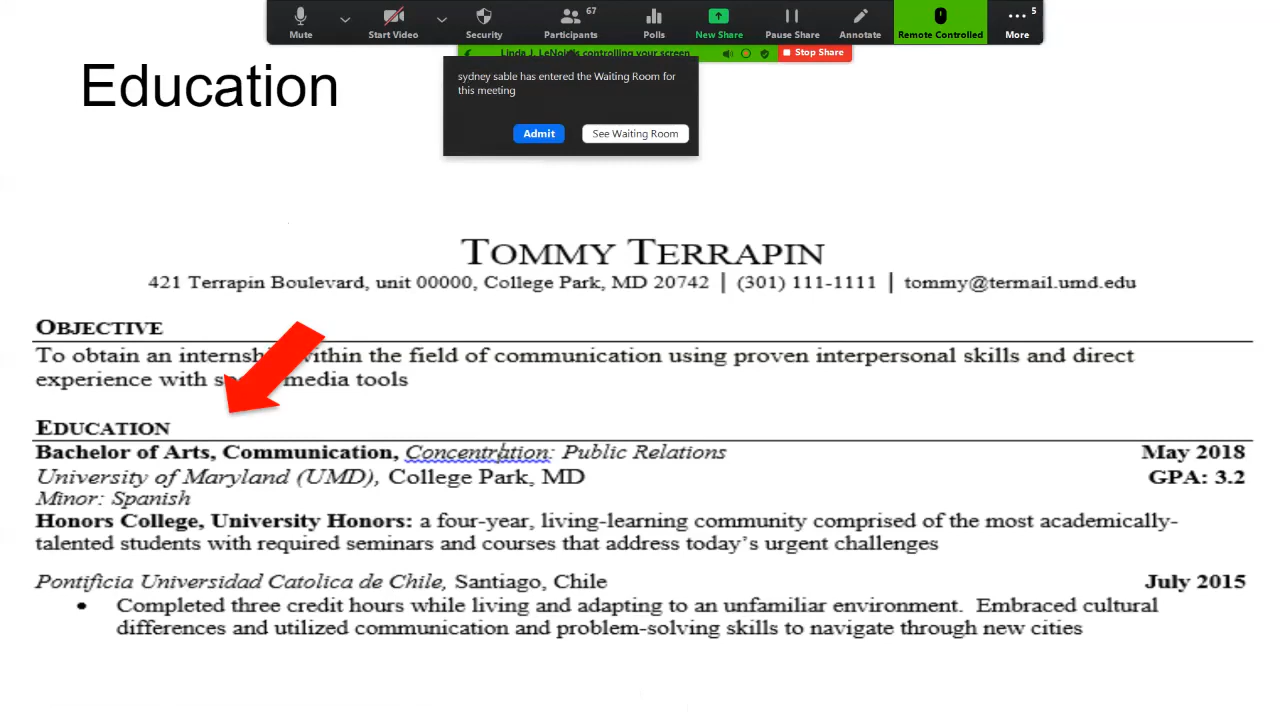 67
5
Mute
Start Video
Security
Participants
Polls
New Share
Pause Share
Annotate
Remote Controlled
More
Linda J. LeNoir is controlling your screen
Stop Share
sydney sable has entered the Waiting Room for
this meeting
Admit
See Waiting Room
Education
TOMMY TERRAPIN
421 Terrapin Boulevard, unit 00000, College Park, MD 20742 | (301) 111-1111 | tommy@termail.umd.edu
OBJECTIVE
To obtain an internship within the field of communication using proven interpersonal skills and direct
experience with social media tools
EDUCATION
Bachelor of Arts, Communication, Concentration: Public Relations May 2018
University of Maryland (UMD), College Park, MD GPA: 3.2
Minor: Spanish
Honors College, University Honors: a four-year, living-learning community comprised of the most academically-
talented students with required seminars and courses that address today's urgent challenges
Pontificia Universidad Catolica de Chile, Santiago, Chile July 2015
• Completed three credit hours while living and adapting to an unfamiliar environment. Embraced cultural
differences and utilized communication and problem-solving skills to navigate through new cities